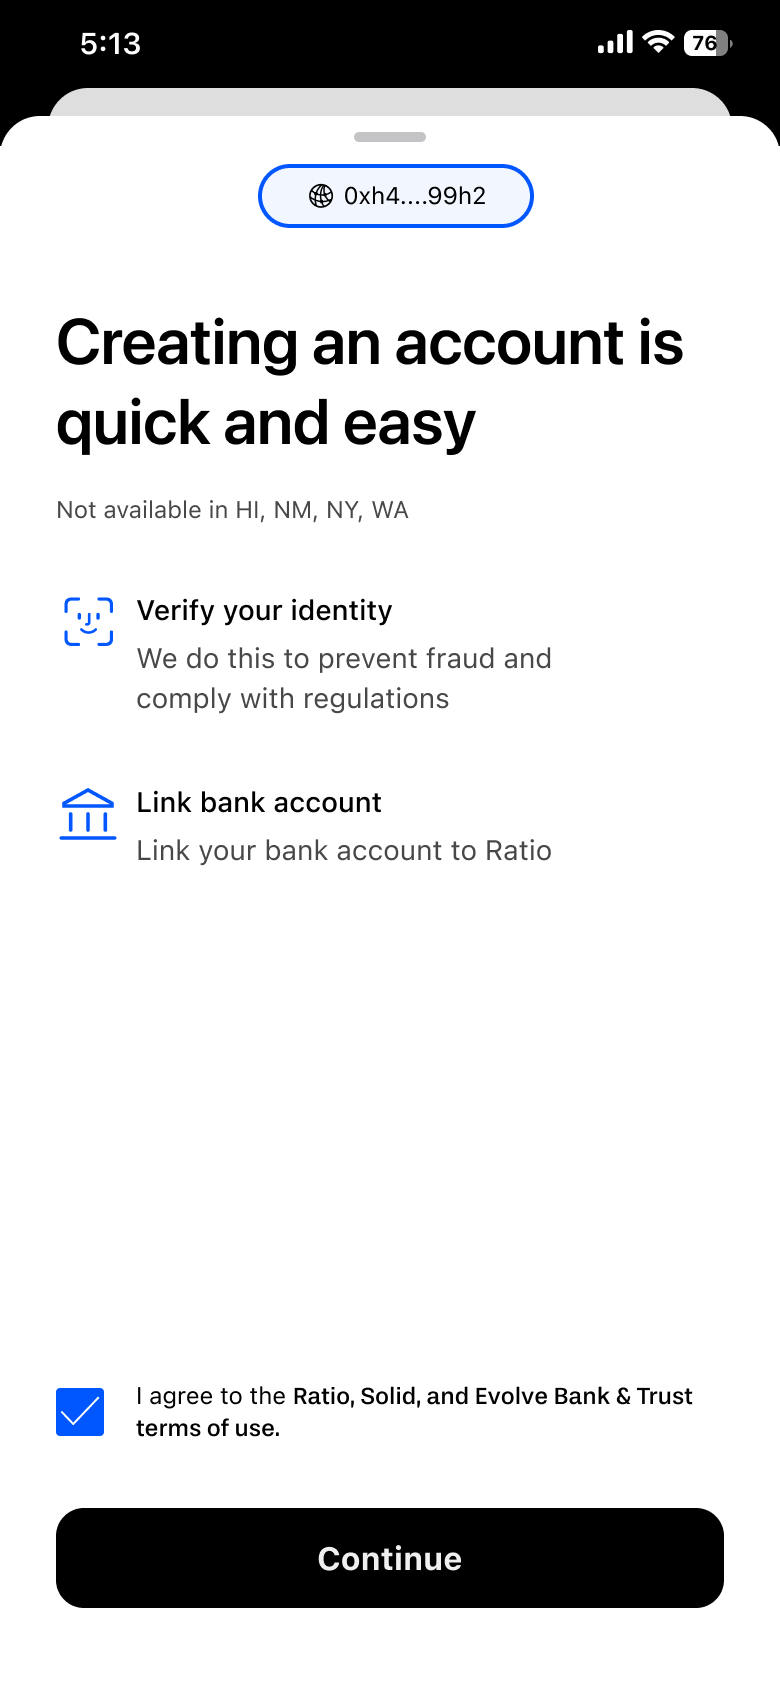 5:13
76
0xh4....99h2
Creating an account is
quick and easy
Not available in HI, NM, NY, WA
Verify your identity
We do this to prevent fraud and
comply with regulations
Link bank account
Link your bank account to Ratio
I agree to the Ratio, Solid, and Evolve Bank & Trust
terms of use.
Continue